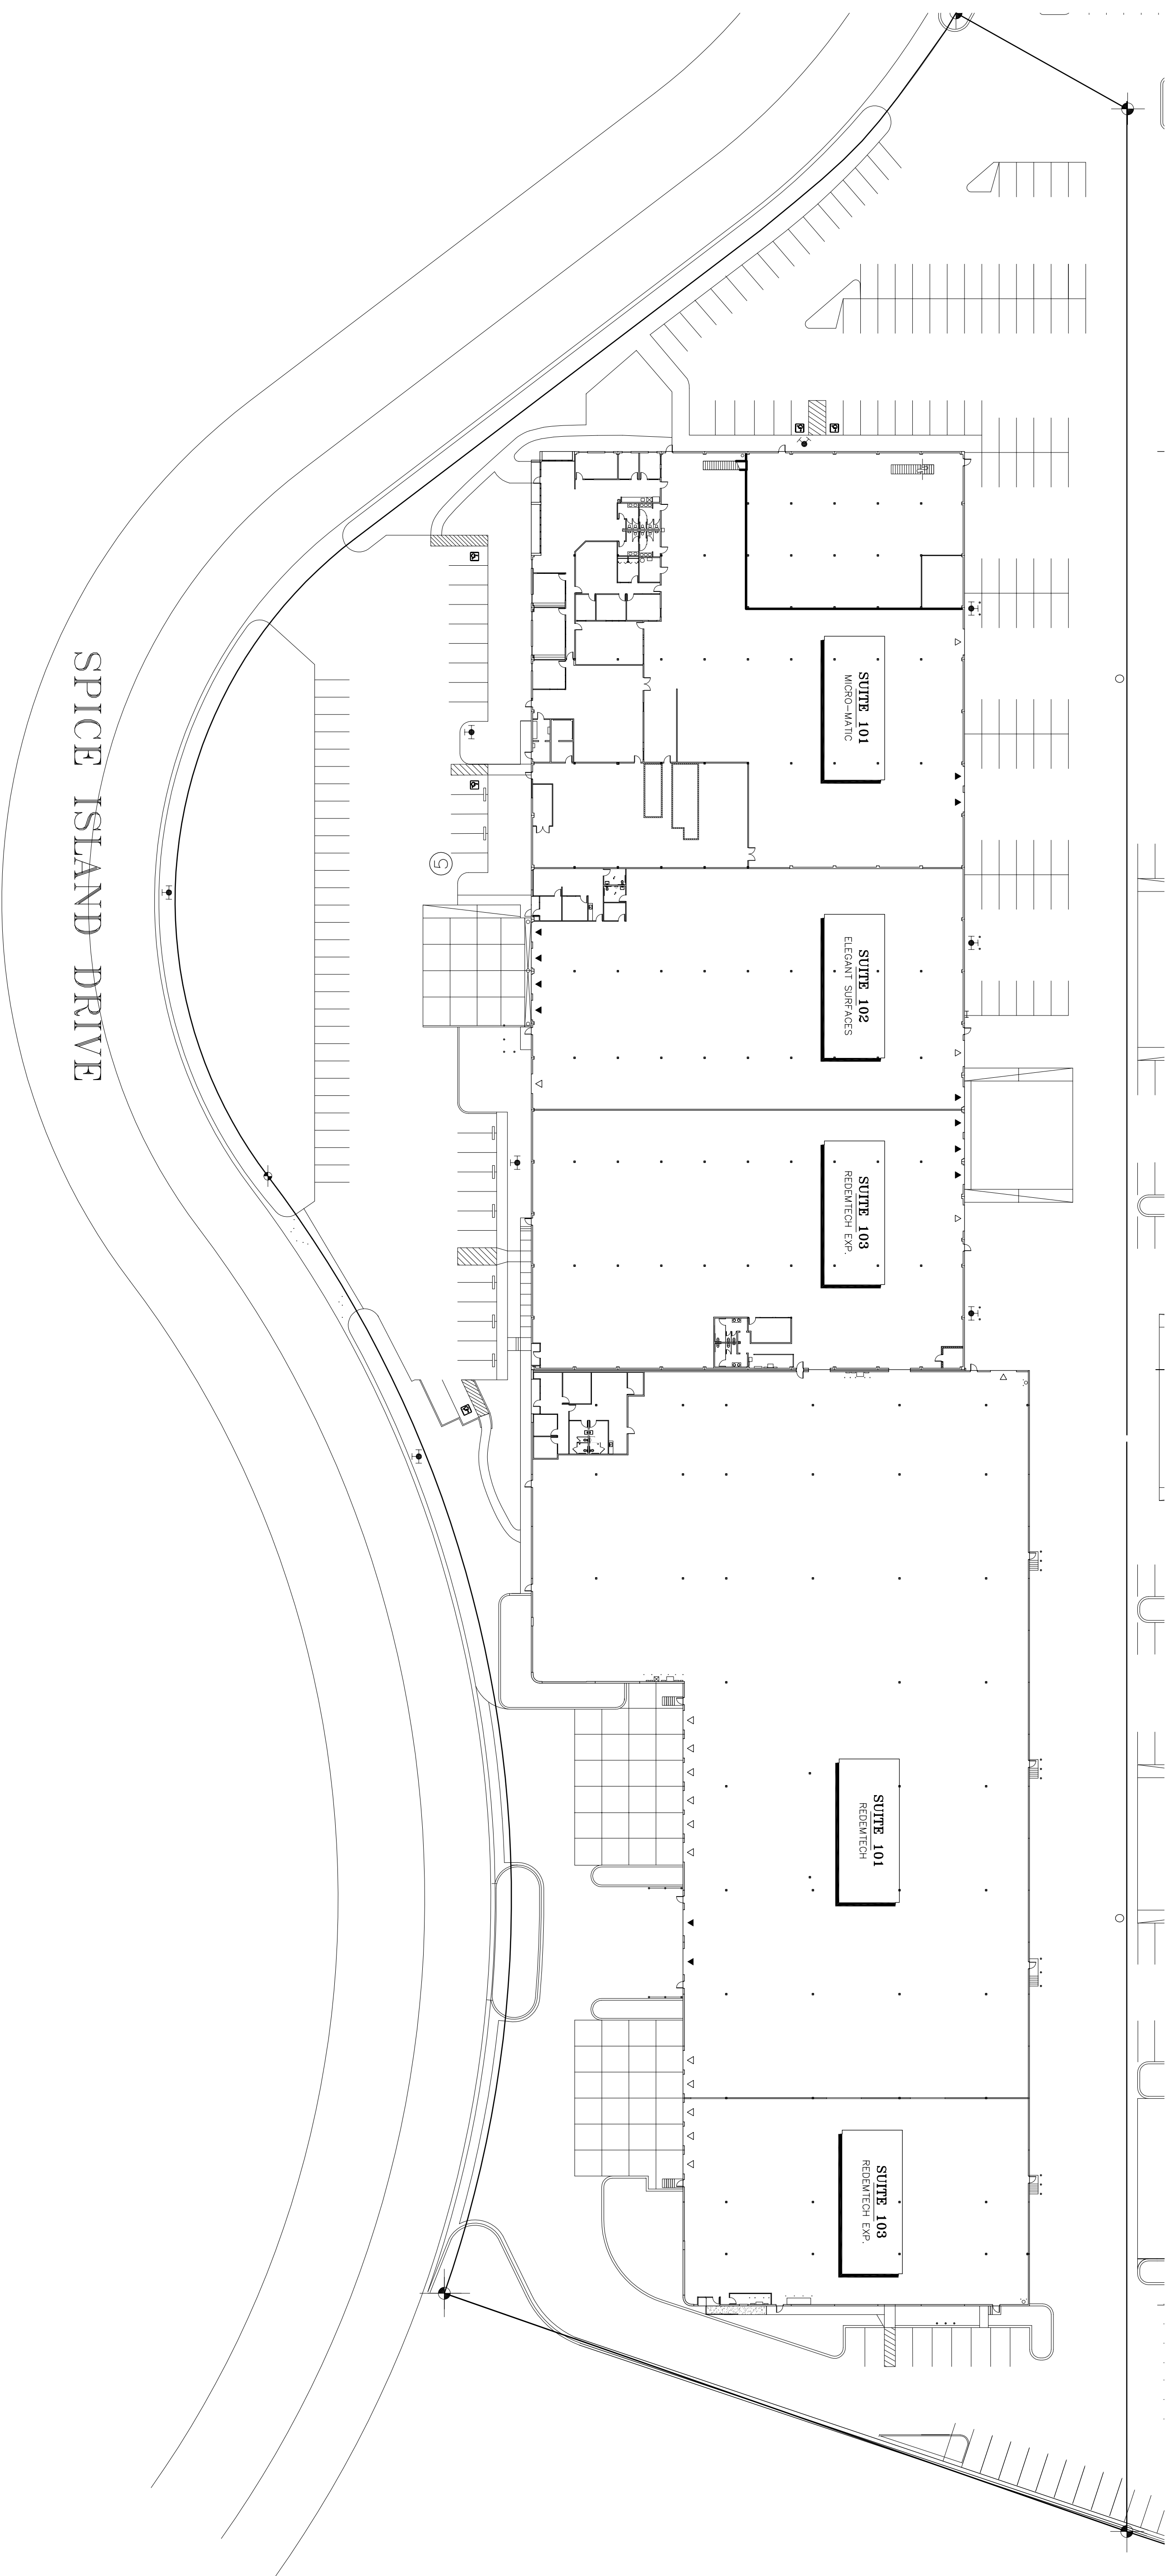 SUITE 101
MICRO-MATIC
SUITE 102
ELEGANT SURFACES
SUITE 103
REDEMTECH EXP.
SUITE 101
REDEMTECH
SUITE 103
REDEMTECH EXP.
5
SPICE ISLAND DRIVE